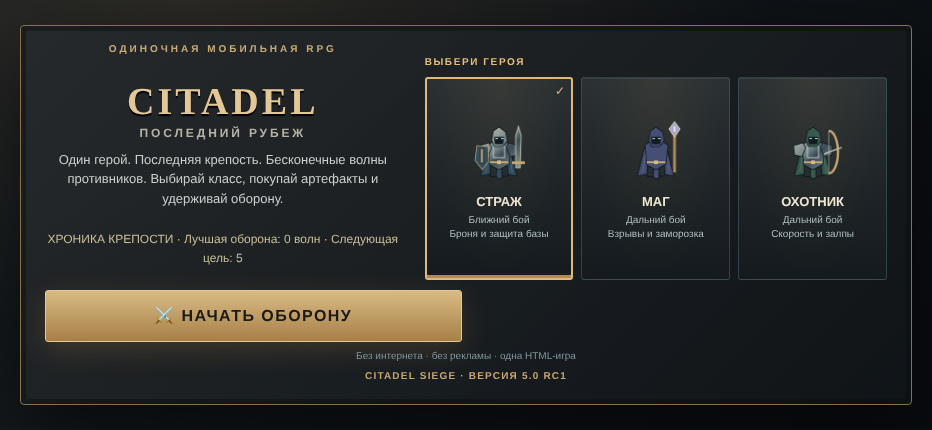 ОДИНОЧНАЯ МОБИЛЬНАЯ RPG
CITADEL
ПОСЛЕДНИЙ РУБЕЖ
Один герой. Последняя крепость. Бесконечные волны
противников. Выбирай класс, покупай артефакты и
удерживай оборону.
ХРОНИКА КРЕПОСТИ · Лучшая оборона: 0 волн · Следующая
цель: 5
ВЫБЕРИ ГЕРОЯ
✓
СТРАЖ
Ближний бой
Броня и защита базы
МАГ
Дальний бой
Взрывы и заморозка
ОХОТНИК
Дальний бой
Скорость и залпы
⚔️ НАЧАТЬ ОБОРОНУ
Без интернета · без рекламы · одна HTML-игра
CITADEL SIEGE · ВЕРСИЯ 5.0 RC1